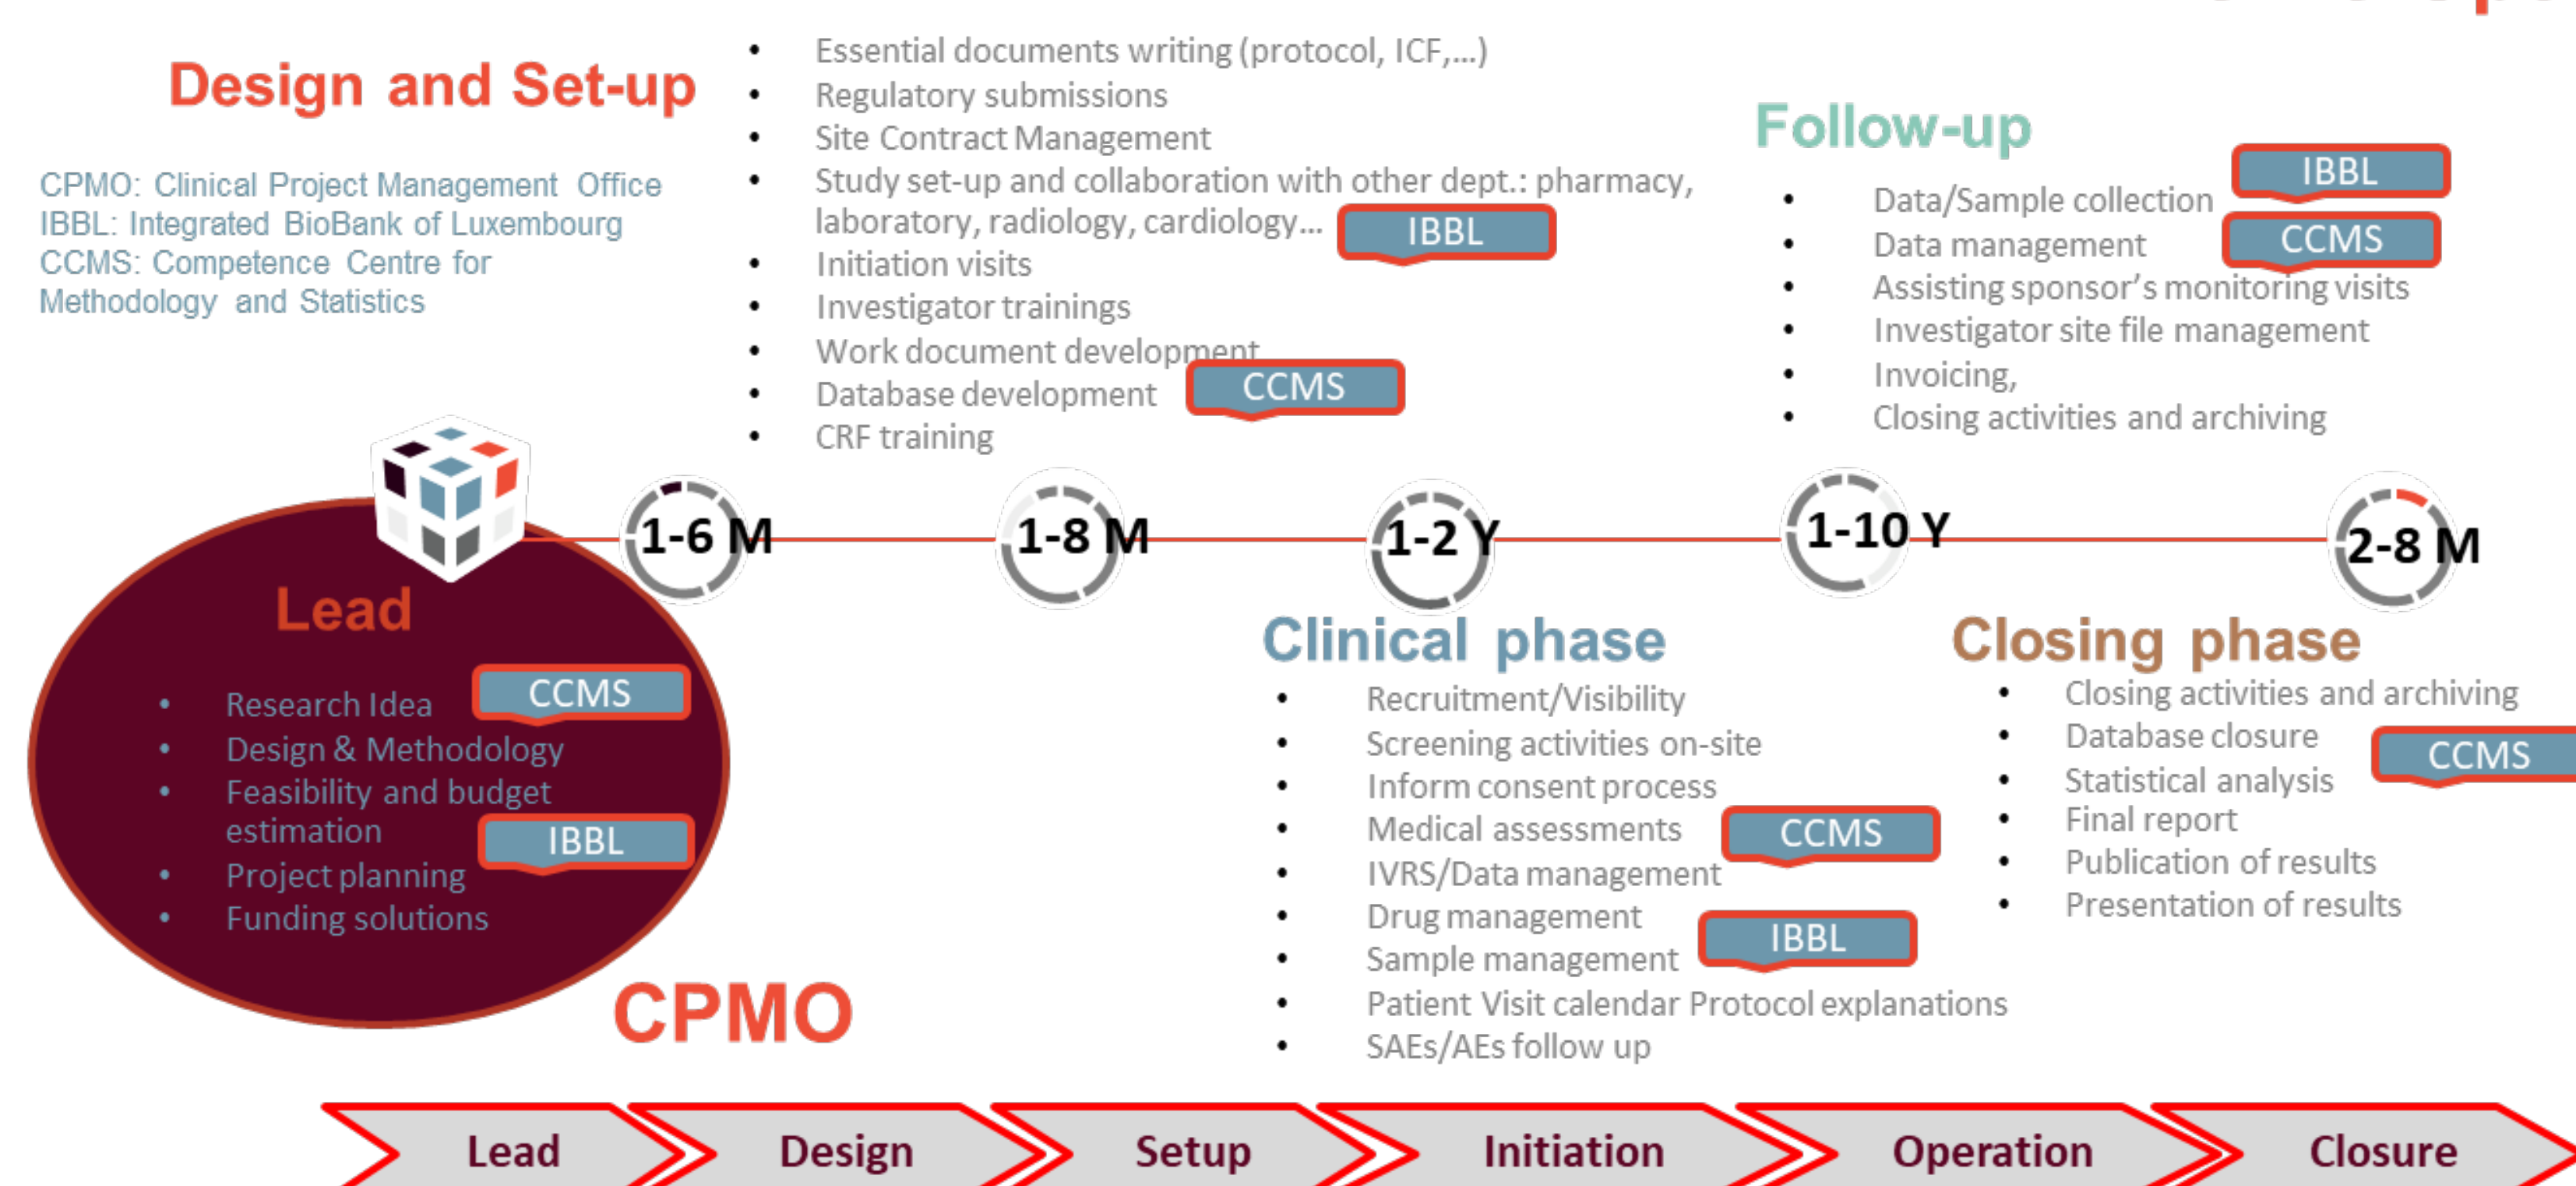 Design and Set-up
CPMO: Clinical Project Management Office
IBBL: Integrated BioBank of Luxembourg
CCMS: Competence Centre for
Methodology and Statistics
• Essential documents writing (protocol, ICF,...)
• Regulatory submissions
• Site Contract Management
• Study set-up and collaboration with other dept.: pharmacy,
laboratory, radiology, cardiology...
IBBL
• Initiation visits
• Investigator trainings
• Work document development
• Database development
CCMS
• CRF training
Follow-up
• Data/Sample collection
IBBL
• Data management
CCMS
• Assisting sponsor's monitoring visits
• Investigator site file management
• Invoicing,
• Closing activities and archiving
1-6 M
1-8 M
1-2 Y
1-10 Y
2-8 M
Lead
• Research Idea
CCMS
• Design & Methodology
• Feasibility and budget
estimation
IBBL
• Project planning
• Funding solutions
CPMO
Clinical phase
• Recruitment/Visibility
• Screening activities on-site
• Inform consent process
• Medical assessments
CCMS
• IVRS/Data management
• Drug management
IBBL
• Sample management
• Patient Visit calendar Protocol explanations
• SAEs/AEs follow up
Closing phase
• Closing activities and archiving
• Database closure
CCMS
• Statistical analysis
• Final report
• Publication of results
• Presentation of results
Lead
Design
Setup
Initiation
Operation
Closure